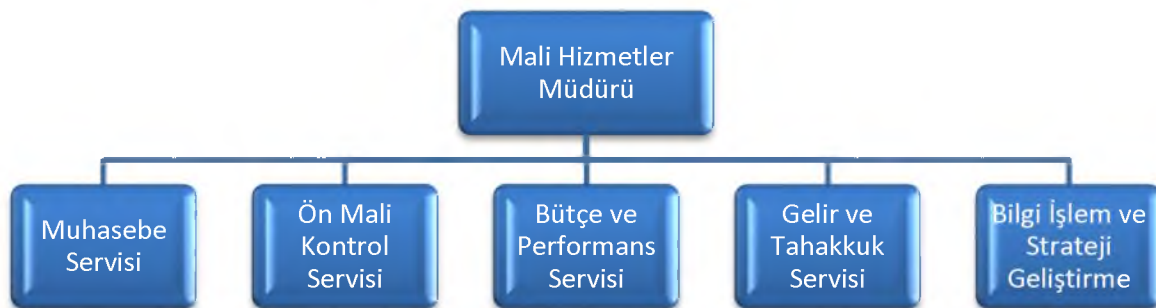 Mali Hizmetler
Müdürü
Muhasebe
Servisi
Ön Mali
Kontrol
Servisi
Bütçe ve
Performans
Servisi
Gelir ve
Tahakkuk
Servisi
Bilgi İşlem ve
Strateji
Geliştirme